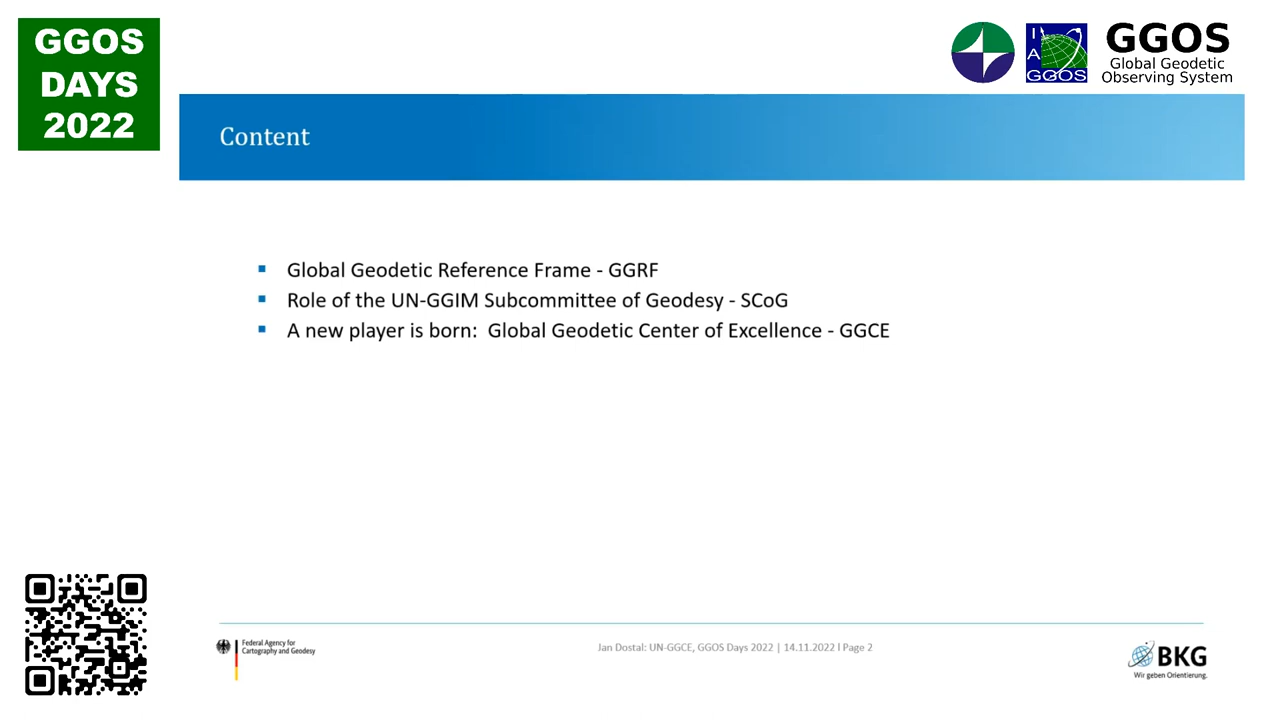 GGOS
DAYS
2022
I
A
GGOS
GGOS
Global Geodetic
Observing System
Content
Global Geodetic Reference Frame - GGRF
Role of the UN-GGIM Subcommittee of Geodesy - SCoG
A new player is born: Global Geodetic Center of Excellence - GGCE
Federal Agency for
Cartography and Geodesy
Jan Dostal: UN-GGCE, GGOS Days 2022 | 14.11.2022 l Page 2
BKG
Wir geben Orientierung.